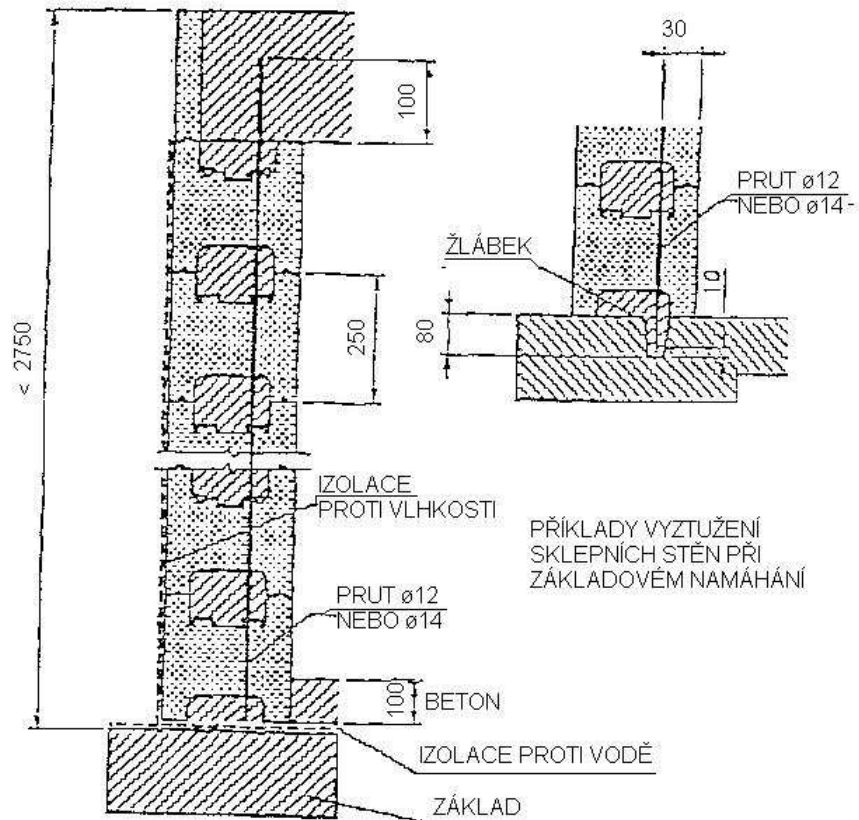 30
100
PRUT ø12
NEBO ø14-
ŽLÁBEK
10
80
< 2750
250
IZOLACE
PROTI VLHKOSTI
PŘÍKLADY VYZTUŽENÍ
SKLEPNÍCH STĚN PŘI
ZÁKLADOVÉM NAMÁHÁNÍ
PRUT ø12
NEBO ø14
100
BETON
IZOLACE PROTI VODĚ
ZÁKLAD